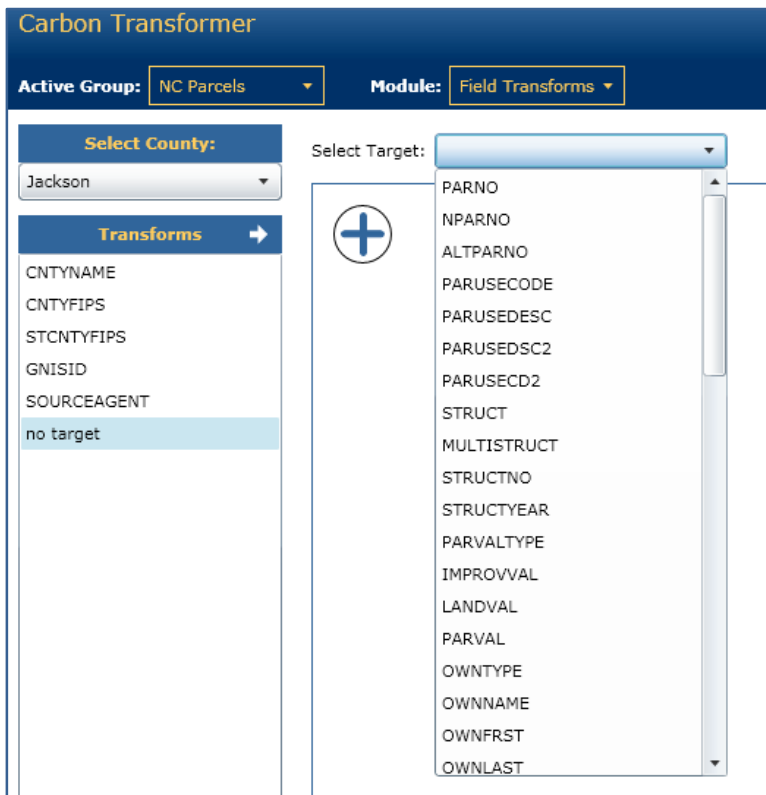 Carbon Transformer
Active Group: NC Parcels Module: Field Transforms
Select County:
Jackson
Transforms
CNTYNAME
CNTYFIPS
STCNTYFIPS
GNISID
SOURCEAGENT
no target
Select Target:
PARNO
NPARNO
ALTPARNO
PARUSECODE
PARUSEDESC
PARUSEDSC2
PARUSECD2
STRUCT
MULTISTRUCT
STRUCTNO
STRUCTYEAR
PARVALTYPE
IMPROVVAL
LANDVAL
PARVAL
OWNTYPE
OWNNAME
OWNFRST
OWNLAST